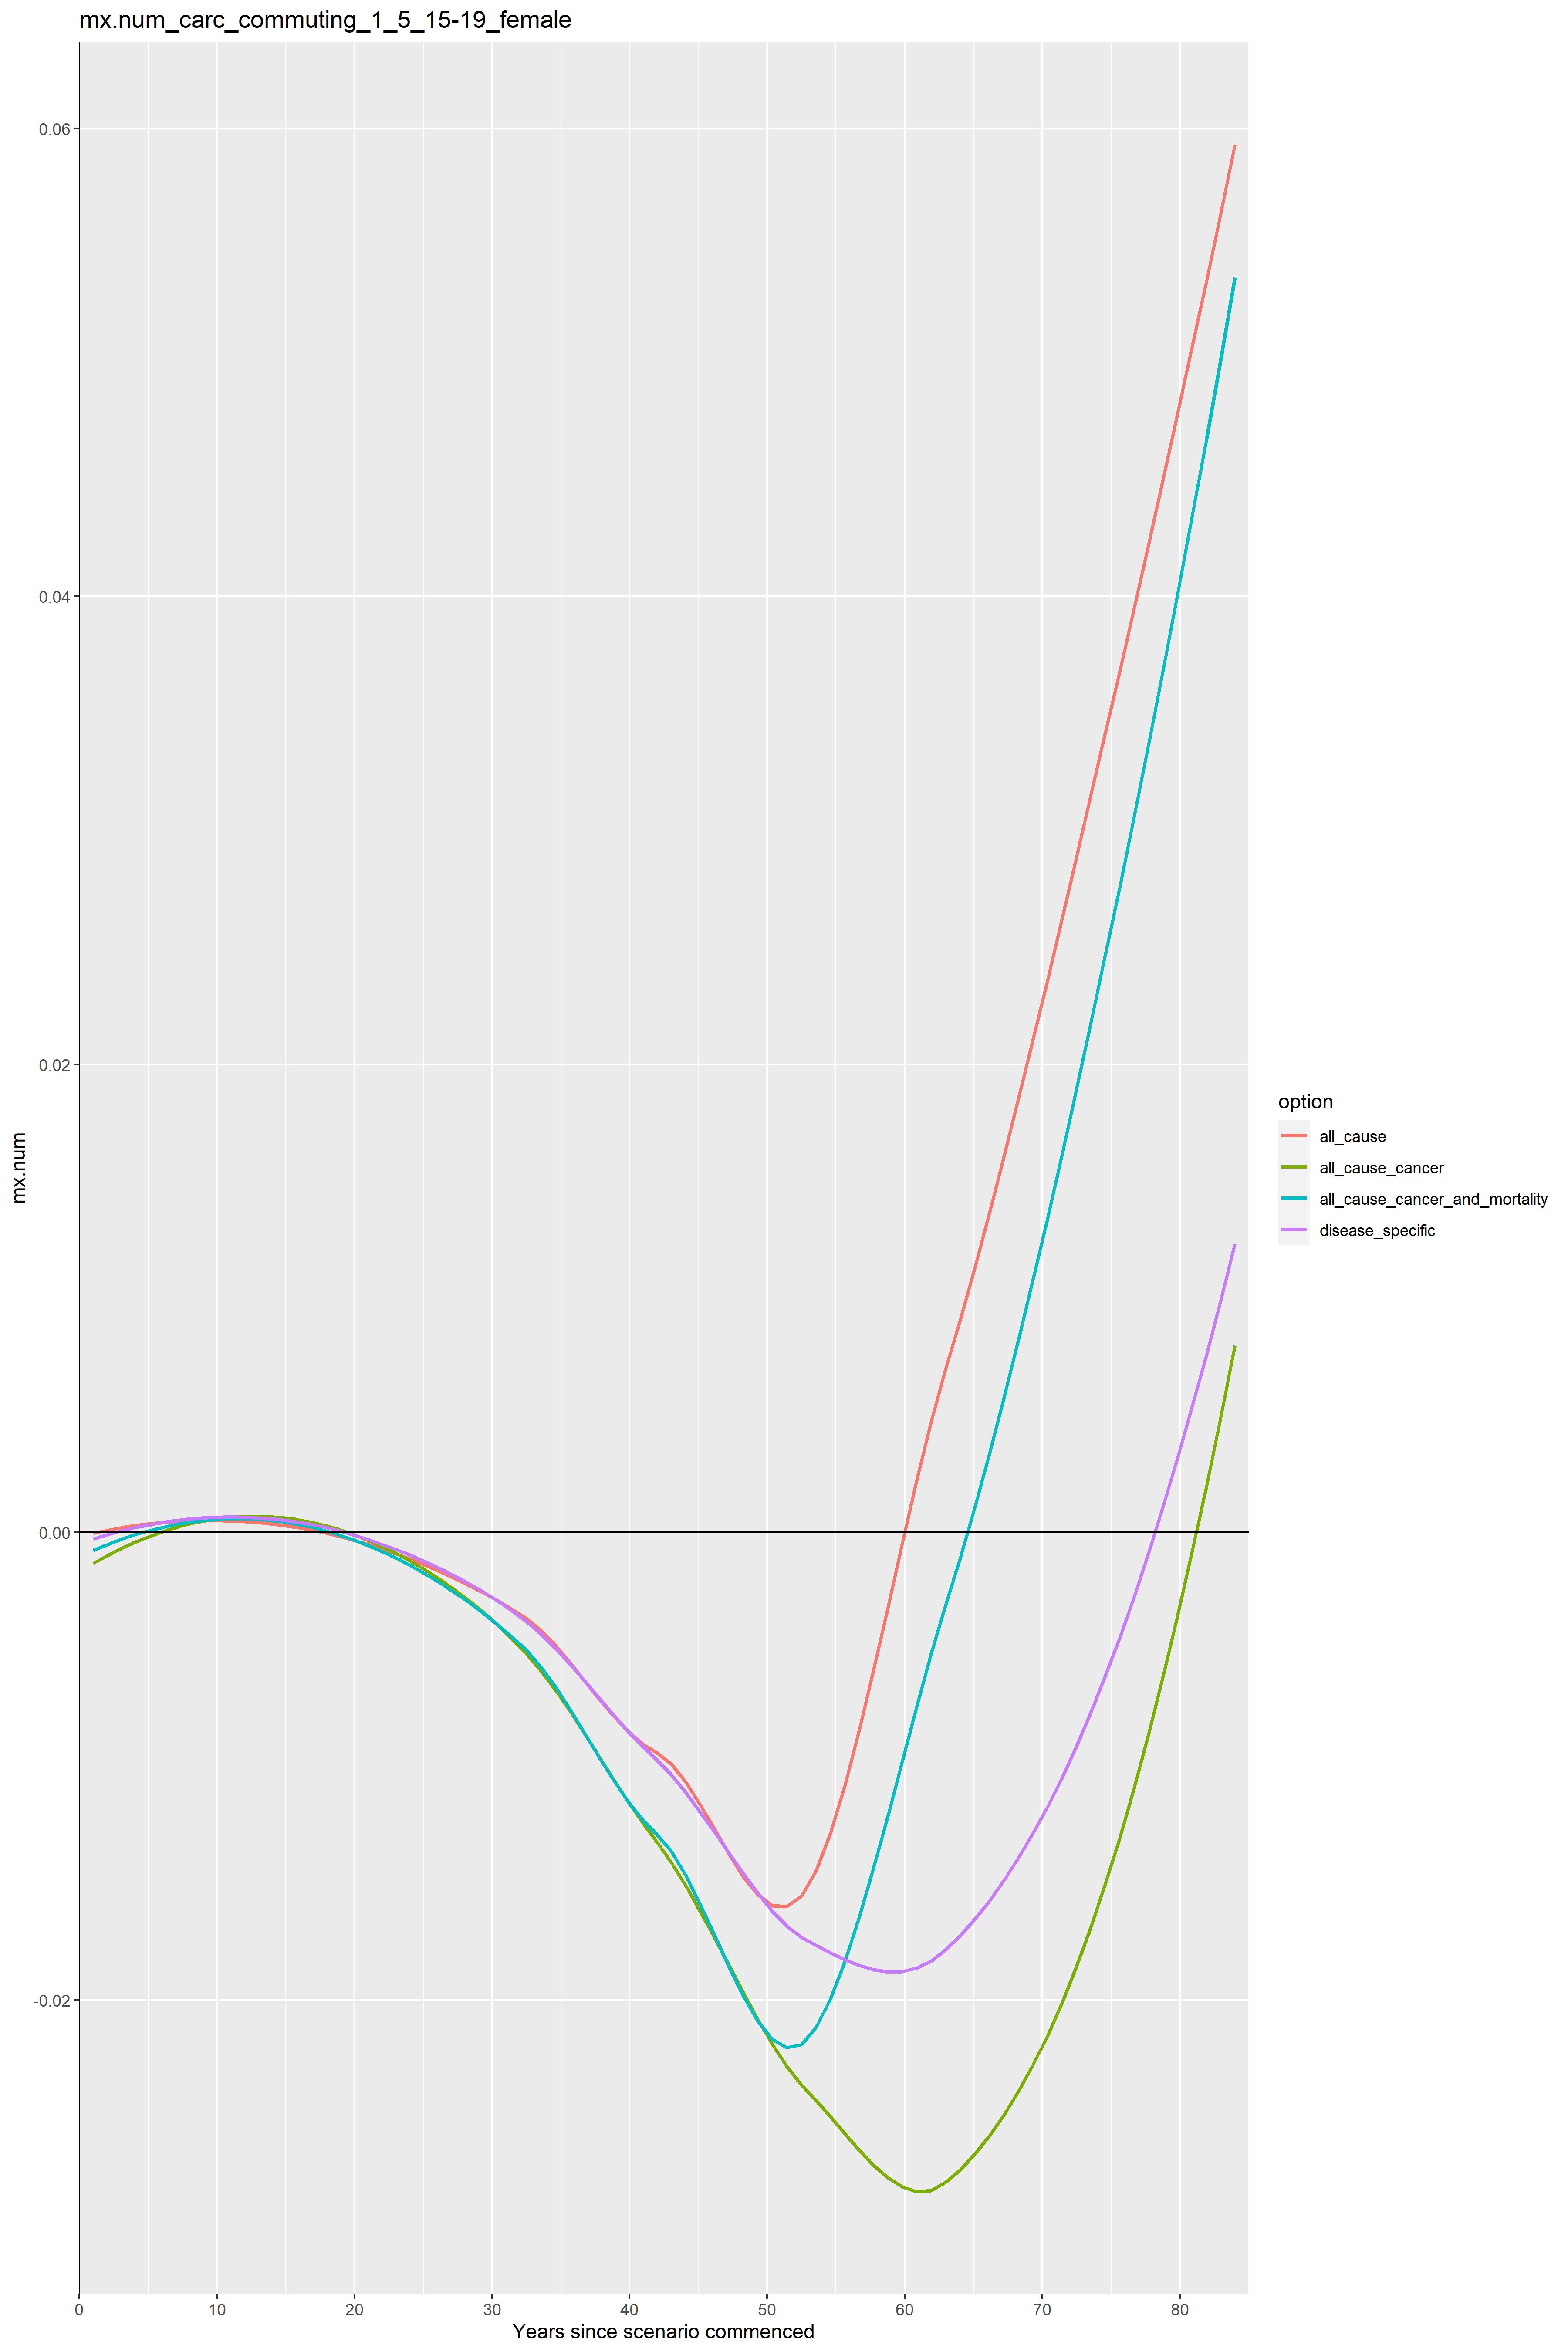 mx.num_carc_commuting_1_5_15-19_female
0.06
0.04
0.02
0.00
-0.02
mx.num
0 10 20 30 40 50 60 70 80
Years since scenario commenced
option
all_cause
all_cause_cancer
all_cause_cancer_and_mortality
disease_specific